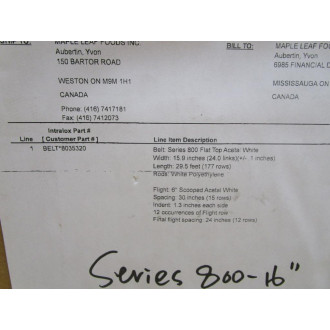 MAPLE LEAF FOODS INC.
Aubertin, Yvon
150 BARTOR ROAD
WESTON ON M9M 1H1
CANADA
Phone: (416) 7417181
Fax: (416) 7412073
BILL TO:
MAPLE LEAF FO
Aubertin, Yvon
6985 FINANCIAL D
MISSISSAUGA ON
CANADA
Intralox Part #
Line [Customer Part #] Line Item Description
1 BELT*8035320 Belt: Series 800 Flat Top Acetal White
Width: 15.9 inches (24.0 links)(+/- .1 inches)
Length: 29.5 feet (177 rows)
Rods: White Polyethylene
Flight: 6" Scooped Acetal White
Spacing: 30 inches (15 rows)
Indent: 1.3 inches each side
12 occurrences of Flight row
Final flight spacing: 24 inches (12 rows)
Series 800-16"